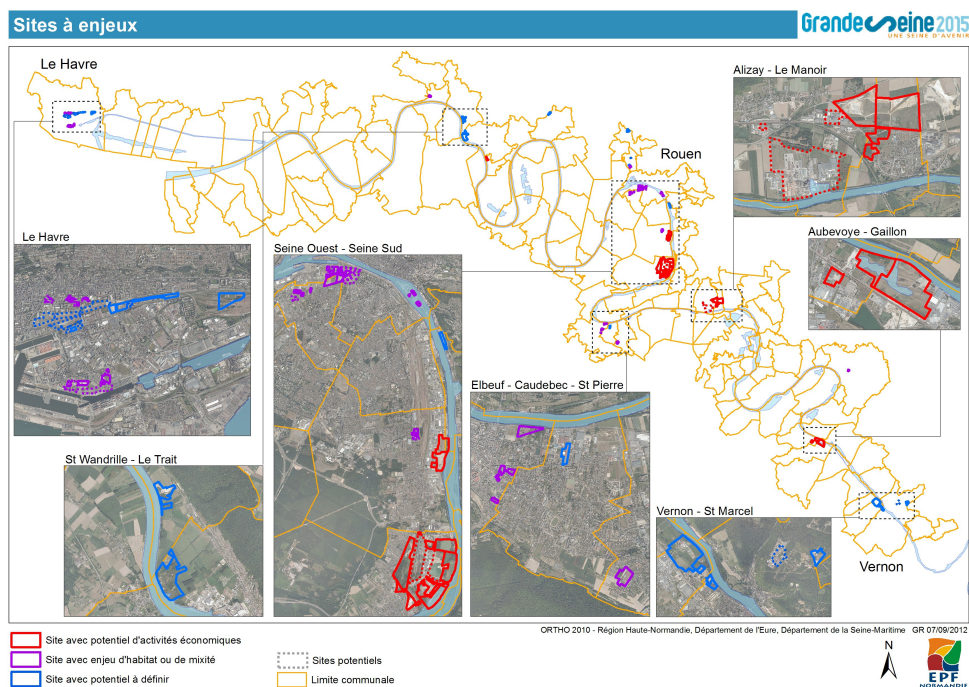 Sites à enjeux
Grande Seine 2015
UNE SEINE D'AVENIR
Le Havre
Alizay - Le Manoir
Rouen
Le Havre
Seine Ouest - Seine Sud
Aubevoye - Gaillon
Elbeuf - Caudebec - St Pierre
St Wandrille - Le Trait
Vernon - St Marcel
Vernon
ORTHO 2010 - Région Haute-Normandie, Département de l'Eure, Département de la Seine-Maritime GR 07/09/2012
Site avec potentiel d'activités économiques
Site avec enjeu d'habitat ou de mixité
Sites potentiels
Site avec potentiel à définir
Limite communale
N
EPF
NORMANDIE